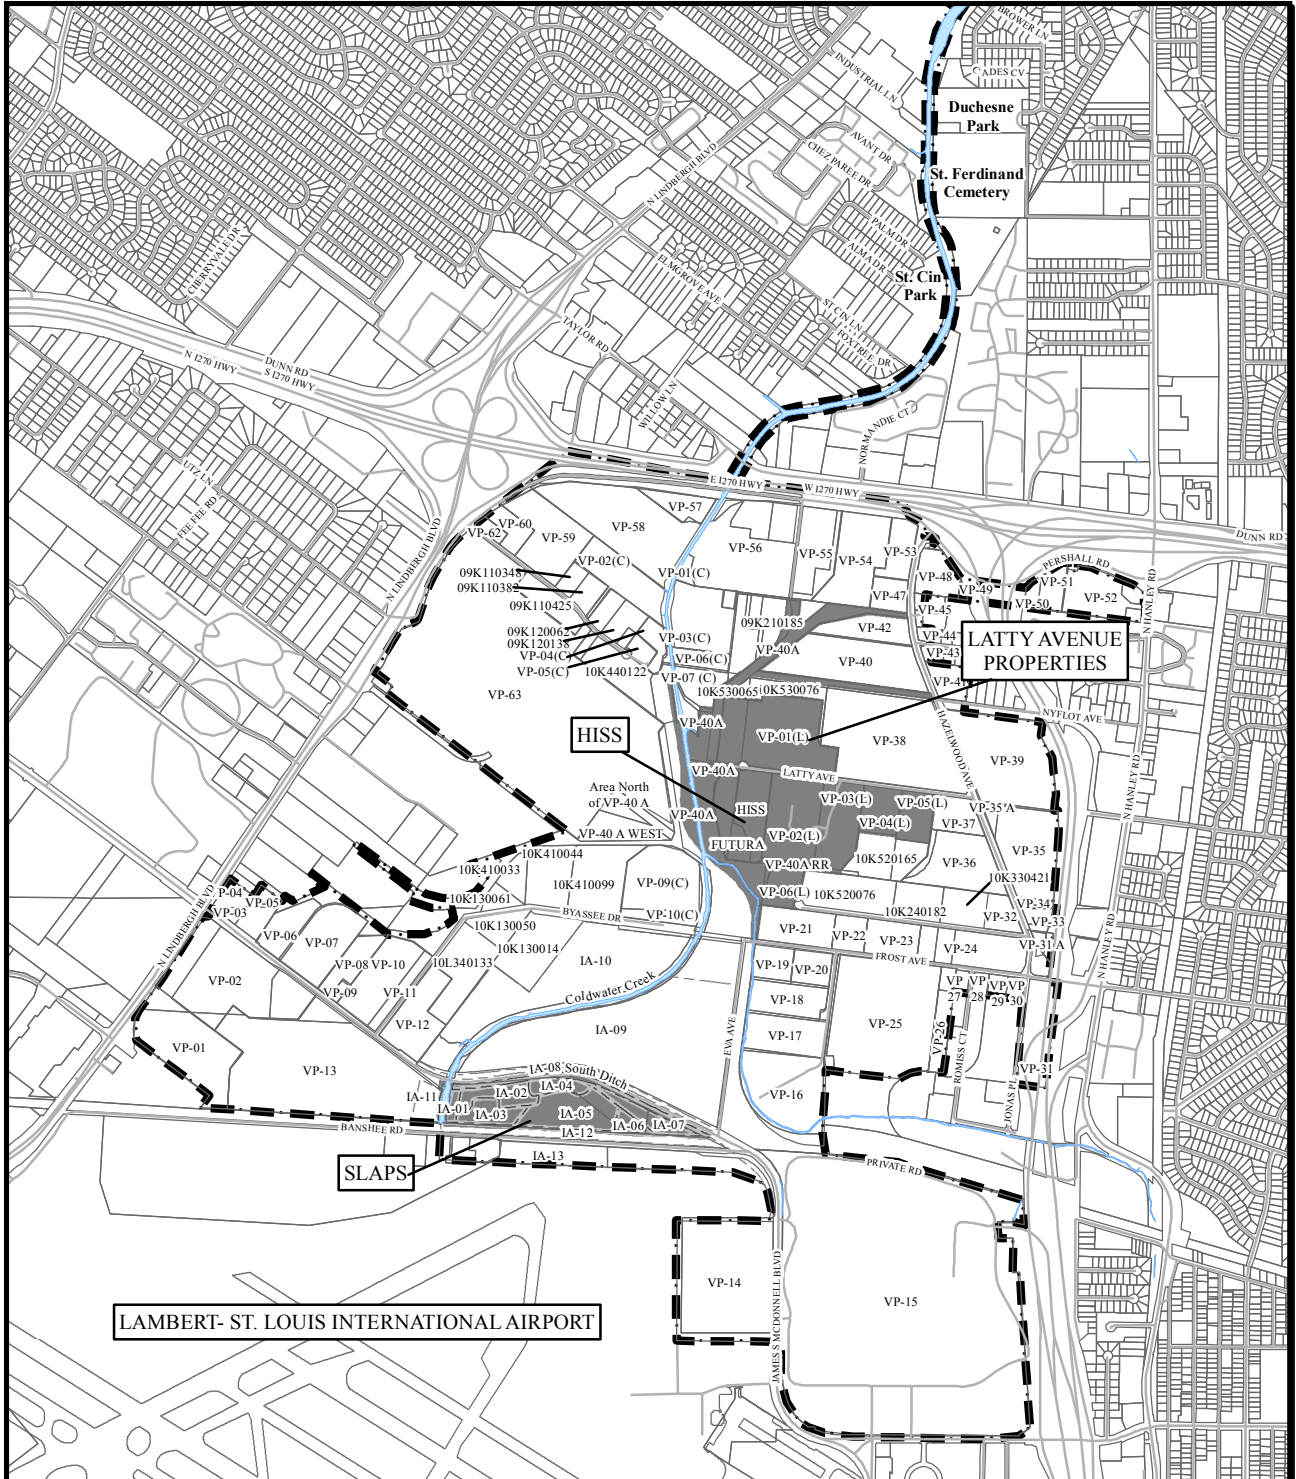 BROWER LN
CADES CV
INDUSTRIAL LN
Duchesne
Park
AVANT DR
CHEZ PAREE DR
N LINDBERGH BLVD
St. Ferdinand
Cemetery
CHERRYVALE DR
PALM DR
ALMA DR
ELMGROVE AVE
St. Cin
Park
ST CIN LN
FOXTREE DR
TAYLOR RD
N I270 HWY
DUNN RD
S I270 HWY
WILLOW LN
NORMANDIE CT
UTZ LN
FEE FEE RD
E I270 HWY
W I270 HWY
DUNN RD
N LINDBERGH BLVD
VP-57
VP-58
VP-60
VP-62
VP-59
VP-56
VP-55
VP-54
VP-53
PERSHALL RD
VP-02(C)
VP-01(C)
09K110348
09K110382
09K110425
VP-48
VP-49
VP-51
VP-50
VP-52
N HANLEY RD
VP-47
VP-45
09K120062
09K120138
VP-04(C)
VP-05(C)
10K440122
VP-03(C)
VP-06(C)
VP-07 (C)
09K210185
VP-40A
VP-42
VP-44
VP-43
VP-40
VP-41
LATTY AVENUE
PROPERTIES
VP-63
10K530065
10K530076
NYFLOT AVE
HISS
VP-40A
VP-01(L)
VP-38
HAZELWOOD AVE
VP-39
N HANLEY RD
VP-40A
LATTY AVE
Area North
of VP-40 A
VP-40A
HISS
VP-03(L)
VP-05(L)
VP-35 A
VP-04(L)
VP-37
VP-40 A WEST
VP-02(L)
FUTURA
VP-35
10K410044
10K410033
10K410099
VP-09(C)
VP-40A RR
10K520165
VP-36
10K330421
10K130061
VP-06(L)
10K520076
10K240182
VP-34
VP-32
VP-33
P-04
VP-05
VP-03
BYASSEE DR
VP-10(C)
10K130050
10K130014
VP-06
VP-07
VP-21
VP-22
VP-23
VP-24
VP-31 A
N LINDBERGH BLVD
VP-08
VP-10
10L340133
IA-10
FROST AVE
N HANLEY RD
VP-02
VP-09
VP-11
Coldwater Creek
VP-19
VP-20
VP
27
VP
28
VP
29
VP
30
VP-18
VP-12
IA-09
VP-25
VP-17
EVA AVE
VP-26
ROMISS CT
VP-01
VP-13
IA-08
South Ditch
VP-31
VP-16
JONAS PL
IA-11
IA-01
IA-02
IA-04
IA-03
IA-05
IA-06
IA-07
BANSHEE RD
IA-12
IA-13
SLAPS
PRIVATE RD
VP-14
VP-15
JAMES S MCDONNELL BLVD
LAMBERT- ST. LOUIS INTERNATIONAL AIRPORT